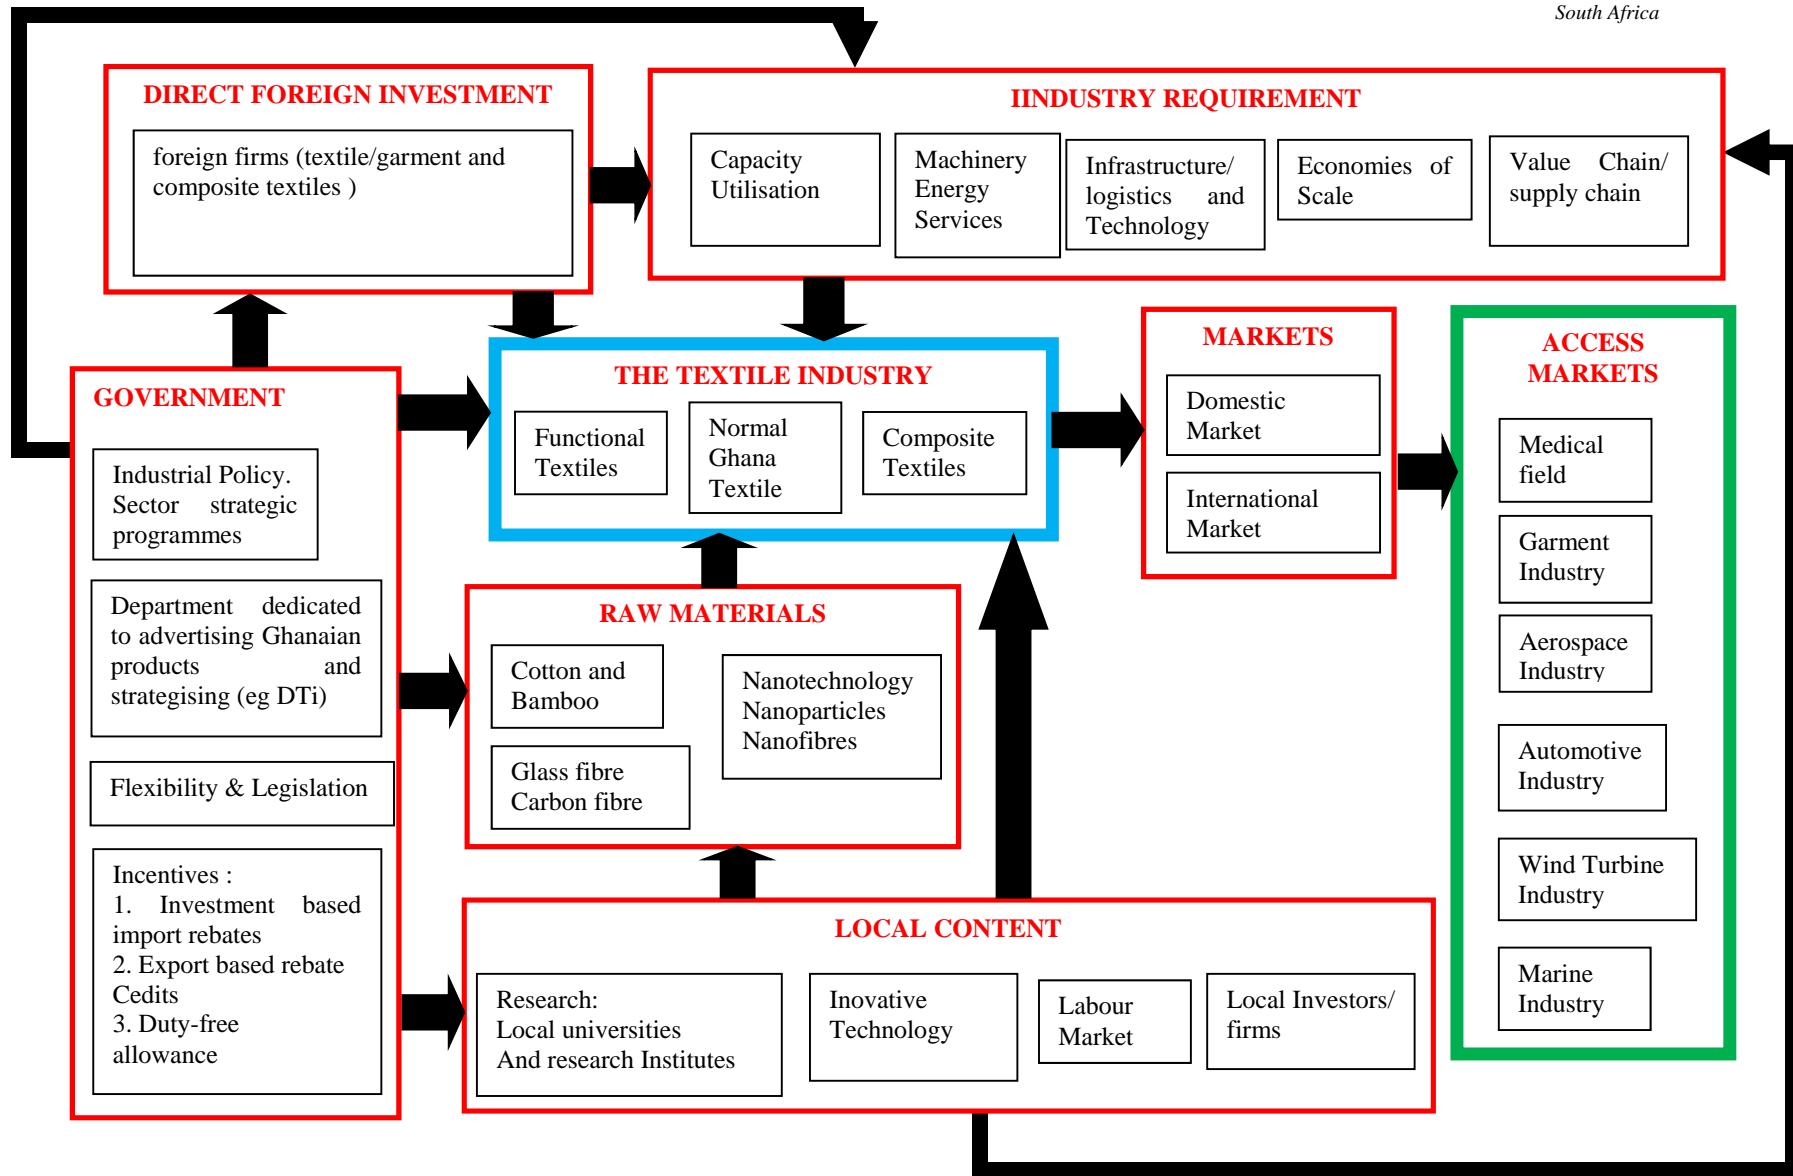 South Africa
DIRECT FOREIGN INVESTMENT
foreign firms (textile/garment and
composite textiles )
IINDUSTRY REQUIREMENT
Capacity
Utilisation
Machinery
Energy
Services
Infrastructure/
logistics and
Technology
Economies of
Scale
Value Chain/
supply chain
GOVERNMENT
Industrial Policy.
Sector strategic
programmes
Department dedicated
to advertising Ghanaian
products and
strategising (eg DTi)
Flexibility & Legislation
Incentives :
1. Investment based
import rebates
2. Export based rebate
Cedits
3. Duty-free
allowance
THE TEXTILE INDUSTRY
Functional
Textiles
Normal
Ghana
Textile
Composite
Textiles
MARKETS
Domestic
Market
International
Market
ACCESS
MARKETS
Medical
field
Garment
Industry
Aerospace
Industry
Automotive
Industry
Wind Turbine
Industry
Marine
Industry
RAW MATERIALS
Cotton and
Bamboo
Glass fibre
Carbon fibre
Nanotechnology
Nanoparticles
Nanofibres
LOCAL CONTENT
Research:
Local universities
And research Institutes
Inovative
Technology
Labour
Market
Local Investors/
firms